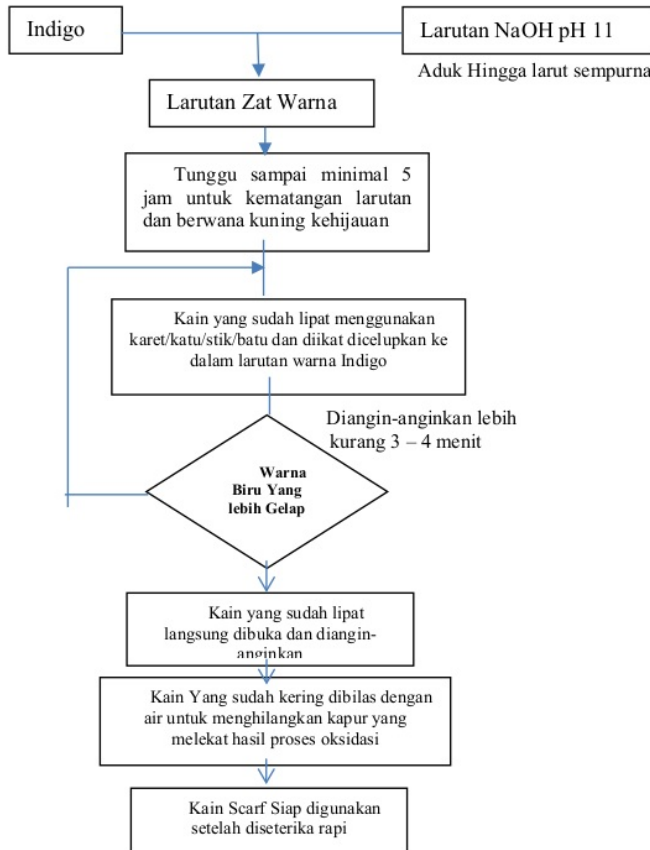 Indigo
Larutan NaOH pH 11
Aduk Hingga larut sempurna
Larutan Zat Warna
Tunggu sampai minimal 5
jam untuk kematangan larutan
dan berwana kuning kehijauan
Kain yang sudah lipat menggunakan
karet/katu/stik/batu dan diikat dicelupkan ke
dalam larutan warna Indigo
Diangin-anginkan lebih
kurang 3 – 4 menit
Warna
Biru Yang
lebih Gelap
Kain yang sudah lipat
langsung dibuka dan diangin-
anginkan
Kain Yang sudah kering dibilas dengan
air untuk menghilangkan kapur yang
melekat hasil proses oksidasi
Kain Scarf Siap digunakan
setelah diseterika rapi